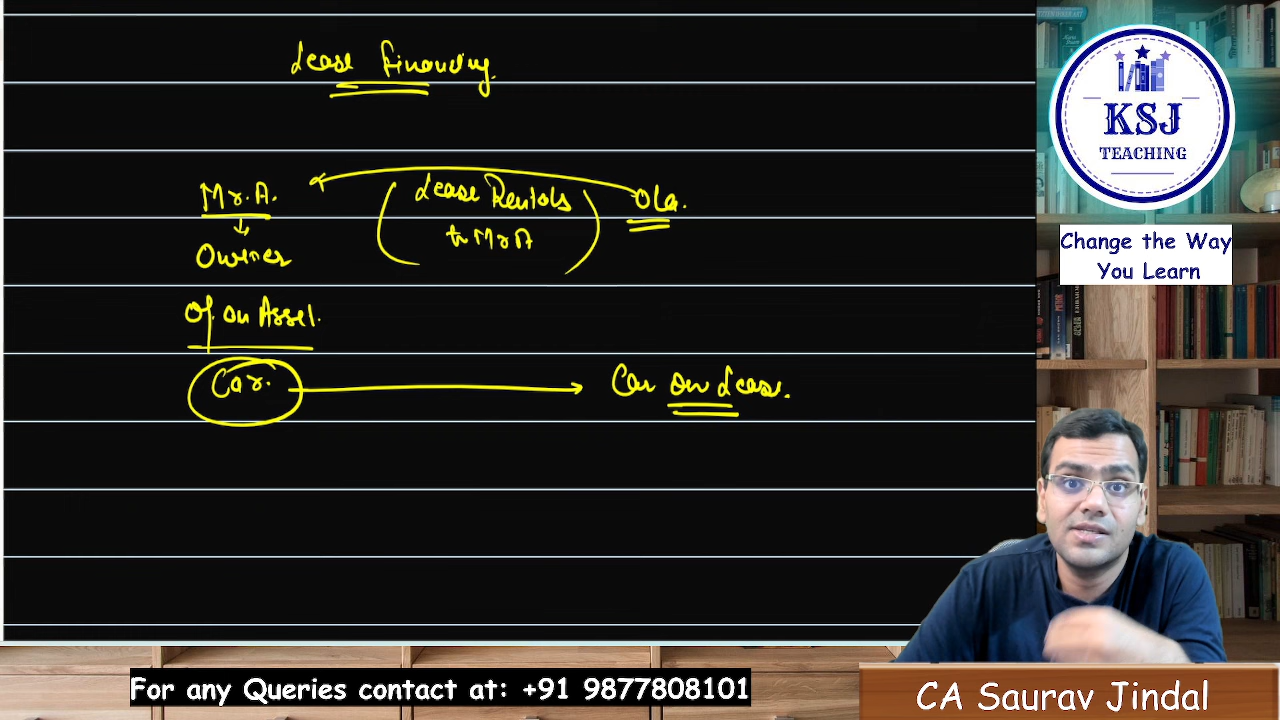 Lease Financing.
Mr. A.
(Lease Rentals
to Mr A)
Ola.
Owner
Of an Asset.
Car.
Car on Lease.
KSJ
TEACHING
Change the Way
You Learn
For any Queries contact at: +91 9877808101
CA Saurav Jindal